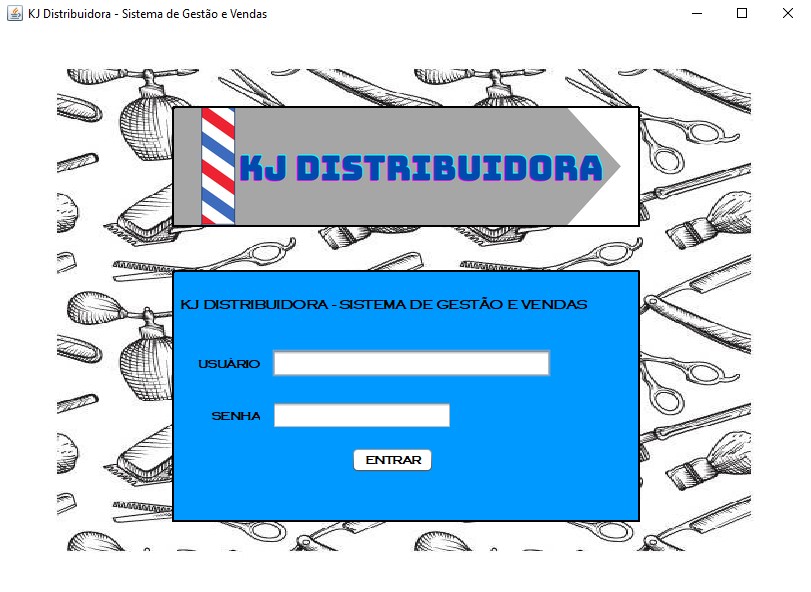 KJ Distribuidora - Sistema de Gestão e Vendas
KJ DISTRIBUIDORA
KJ DISTRIBUIDORA - SISTEMA DE GESTÃO E VENDAS
USUÁRIO
SENHA
ENTRAR